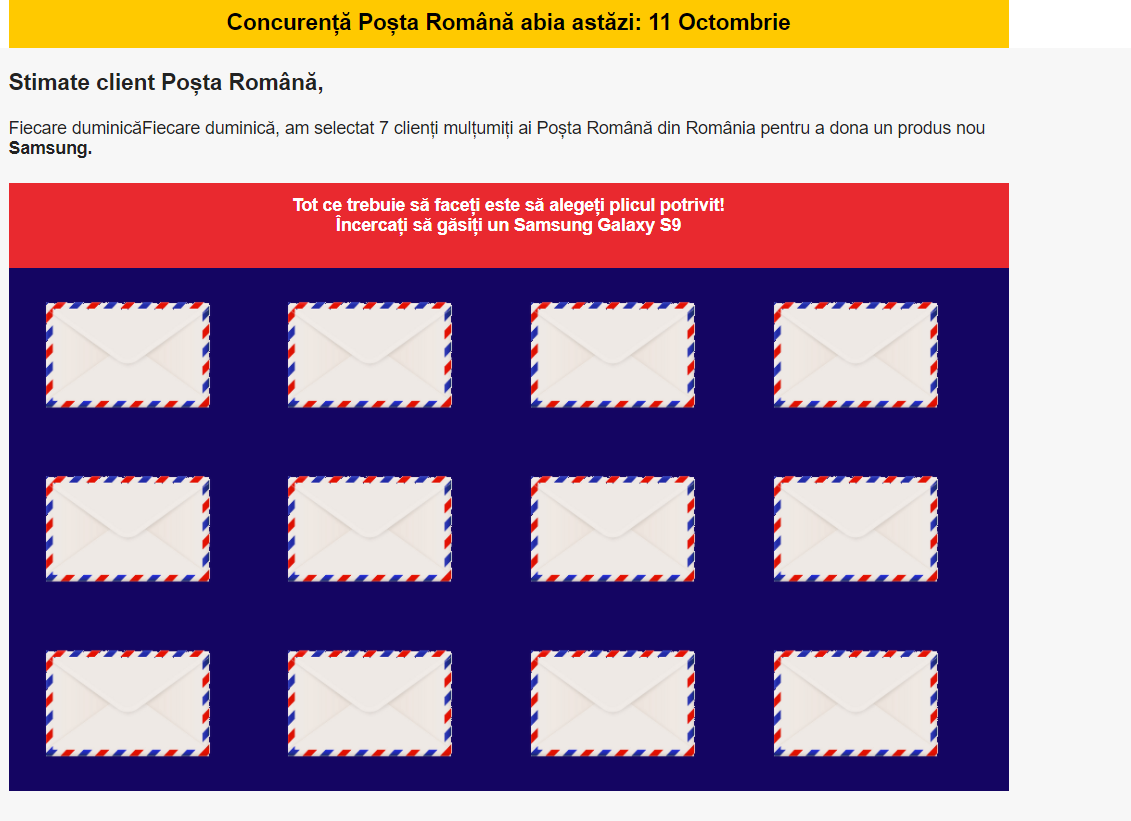 Concurență Poșta Română abia astăzi: 11 Octombrie
Stimate client Poșta Română,
Fiecare duminicăFiecare duminică, am selectat 7 clienți mulțumiți ai Poșta Română din România pentru a dona un produs nou
Samsung.
Tot ce trebuie să faceți este să alegeți plicul potrivit!
Încercați să găsiți un Samsung Galaxy S9